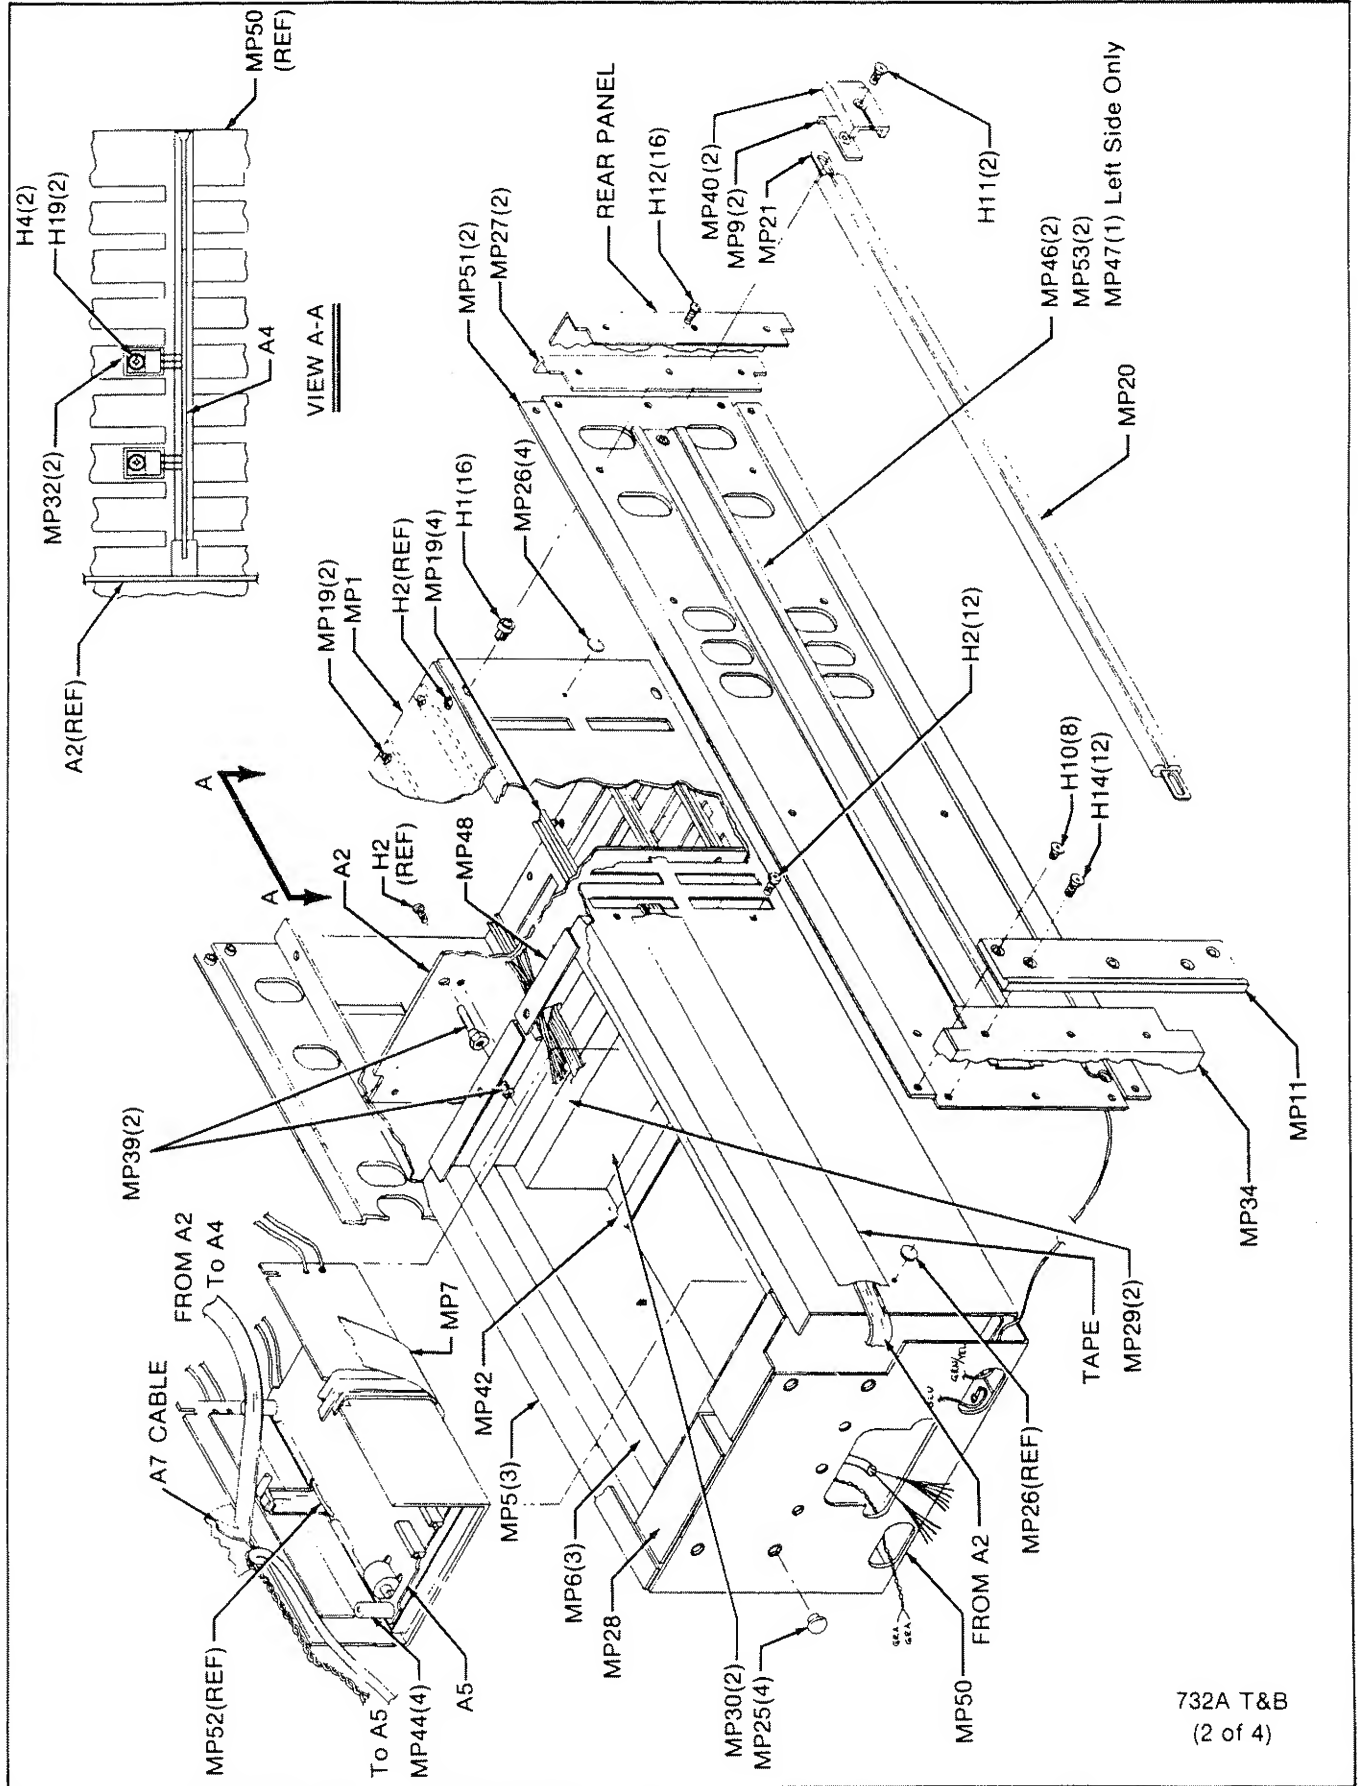 A2(REF)
MP32(2)
H4(2)
H19(2)
MP50
(REF)
A4
VIEW A-A
A
A
MP19(2)
MP1
H2(REF)
MP19(4)
H1(16)
MP26(4)
MP51(2)
MP27(2)
REAR PANEL
H12(16)
MP40(2)
MP9(2)
MP21
H11(2)
MP46(2)
MP53(2)
MP47(1) Left Side Only
MP20
H2(12)
H10(8)
H14(12)
MP11
MP34
A2
H2
(REF)
MP48
MP39(2)
FROM A2
To A4
A7 CABLE
MP52(REF)
To A5
MP44(4)
A5
MP7
MP42
MP5(3)
MP6(3)
MP28
MP30(2)
MP25(4)
MP50
GRA
GRA
FROM A2
MP26(REF)
TAPE
MP29(2)
732A T&B
(2 of 4)